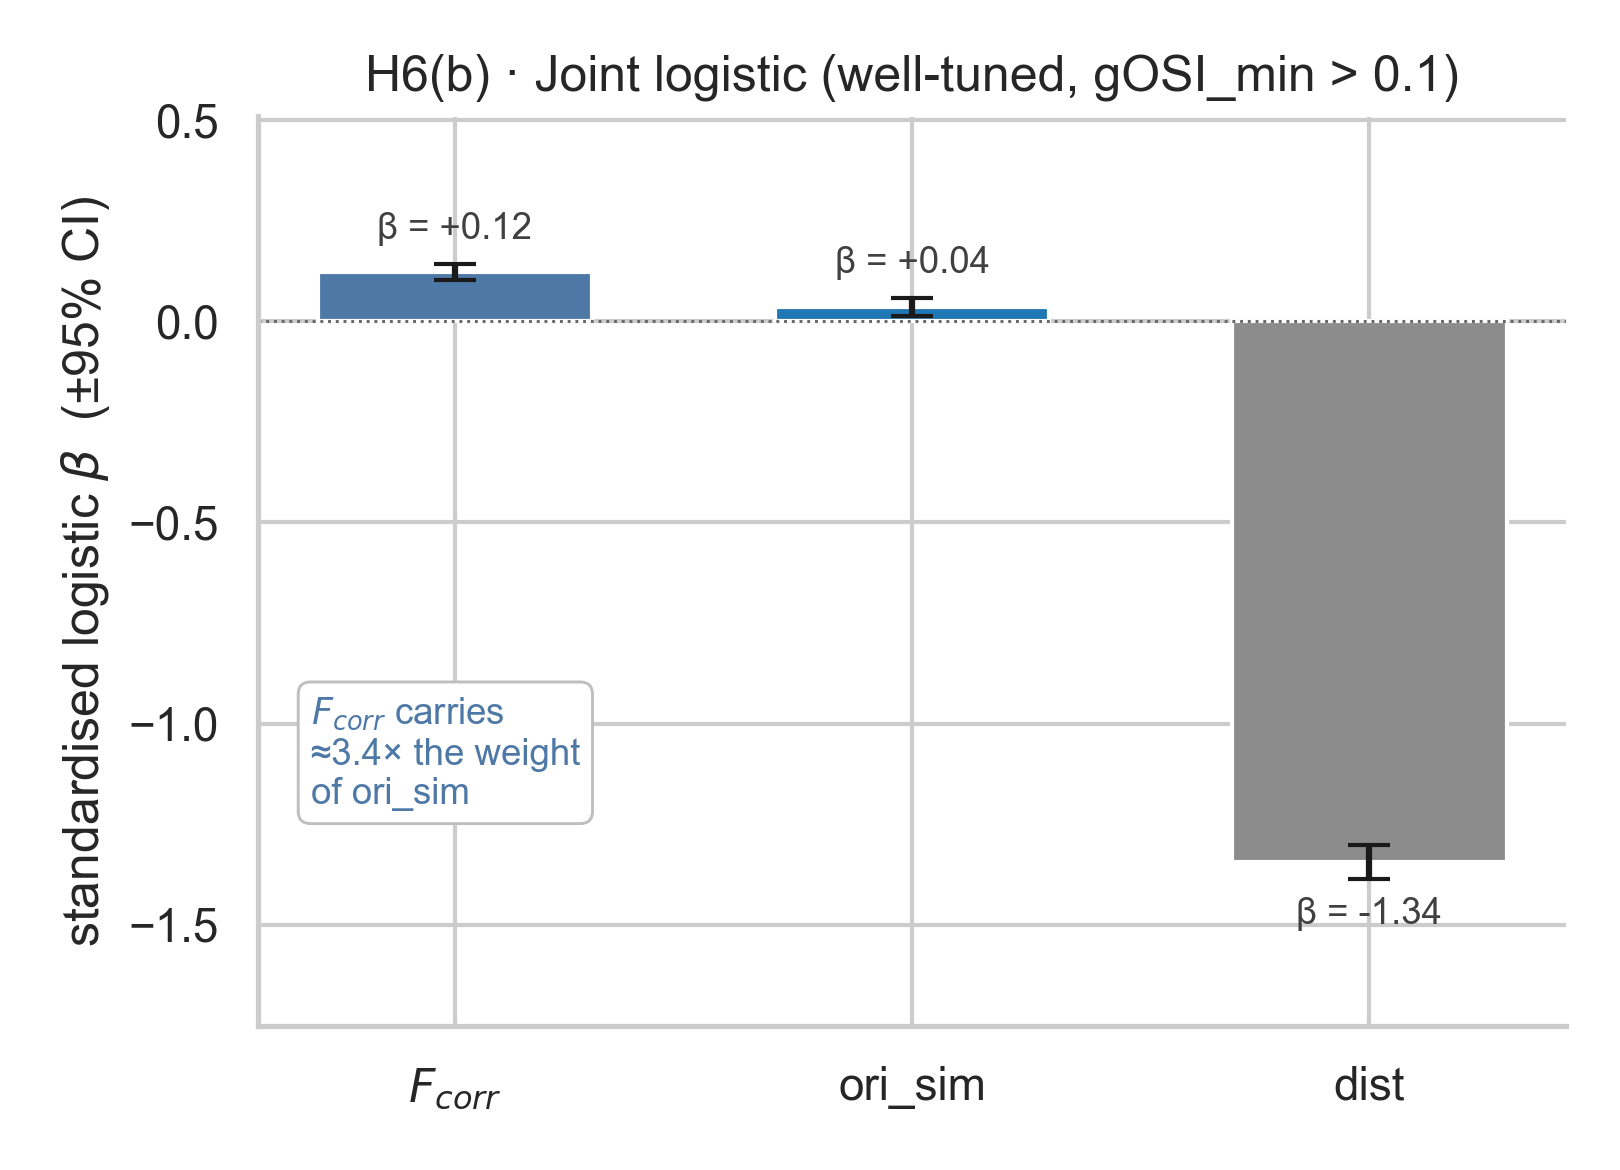 H6(b) · Joint logistic (well-tuned, gOSI_min > 0.1)
standardised logistic β (±95% CI)
0.5
0.0
−0.5
−1.0
−1.5
β = +0.12
β = +0.04
β = -1.34
F_corr carries
≈3.4× the weight
of ori_sim
F_corr
ori_sim
dist